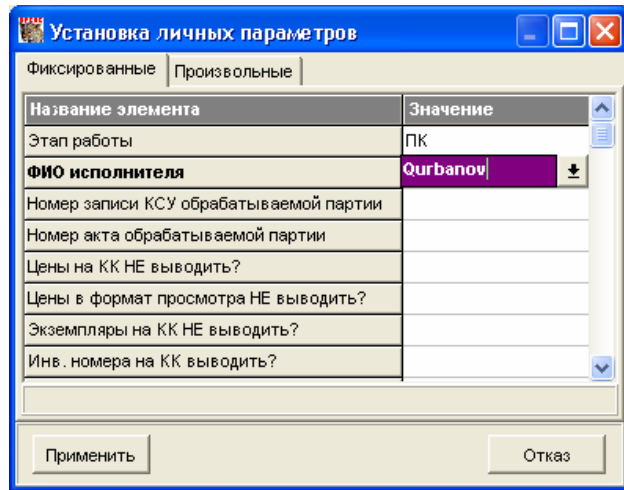 Установка личных параметров
Фиксированные Произвольные
Название элемента Значение
Этап работы ПК
ФИО исполнителя Qurbanov
Номер записи КСУ обрабатываемой партии
Номер акта обрабатываемой партии
Цены на КК НЕ выводить?
Цены в формат просмотра НЕ выводить?
Экземпляры на КК НЕ выводить?
Инв. номера на КК выводить?
Применить Отказ